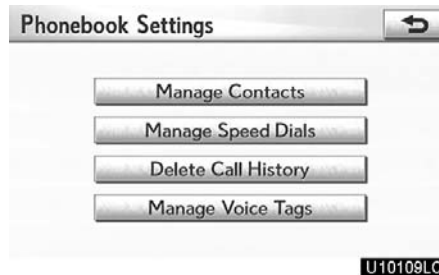 Phonebook Settings
Manage Contacts
Manage Speed Dials
Delete Call History
Manage Voice Tags
U10109LC